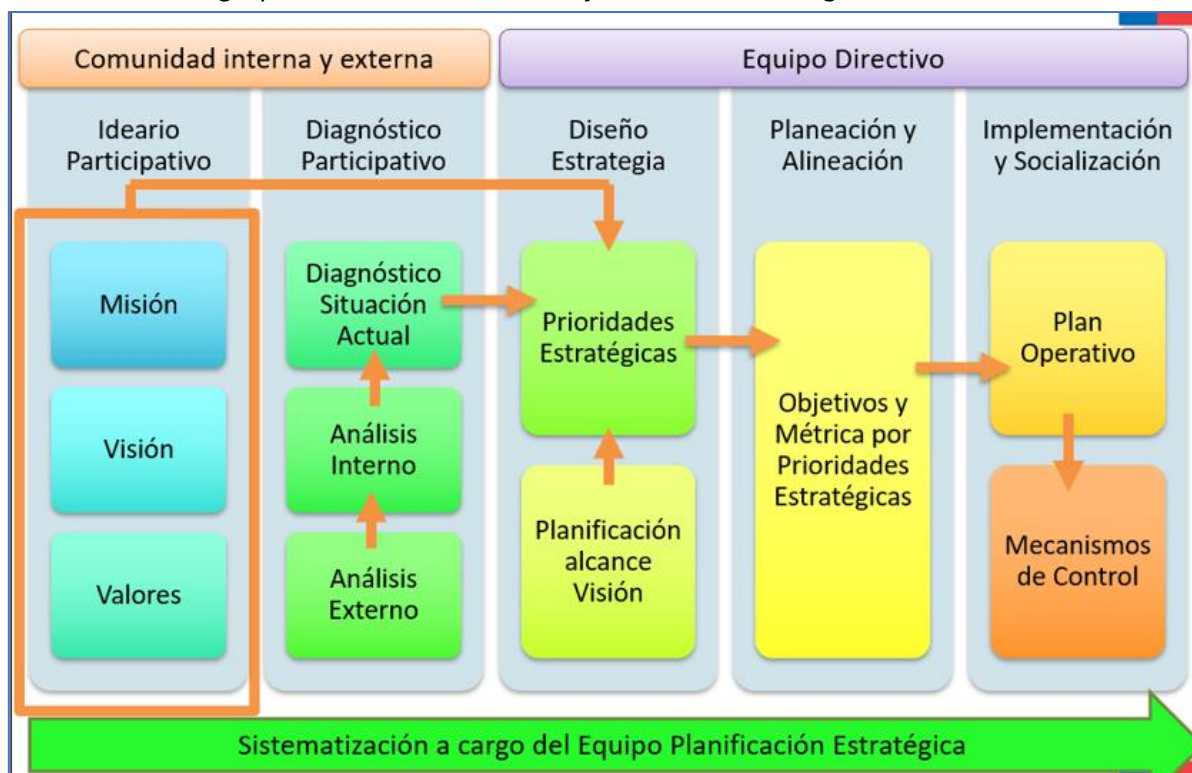 Comunidad interna y externa
Equipo Directivo
Ideario
Participativo
Diagnóstico
Participativo
Diseño
Estrategia
Planeación y
Alineación
Implementación
y Socialización
Misión
Visión
Valores
Diagnóstico
Situación
Actual
Análisis
Interno
Análisis
Externo
Prioridades
Estratégicas
Planificación
alcance
Visión
Objetivos y
Métrica por
Prioridades
Estratégicas
Plan
Operativo
Mecanismos
de Control
Sistematización a cargo del Equipo Planificación Estratégica